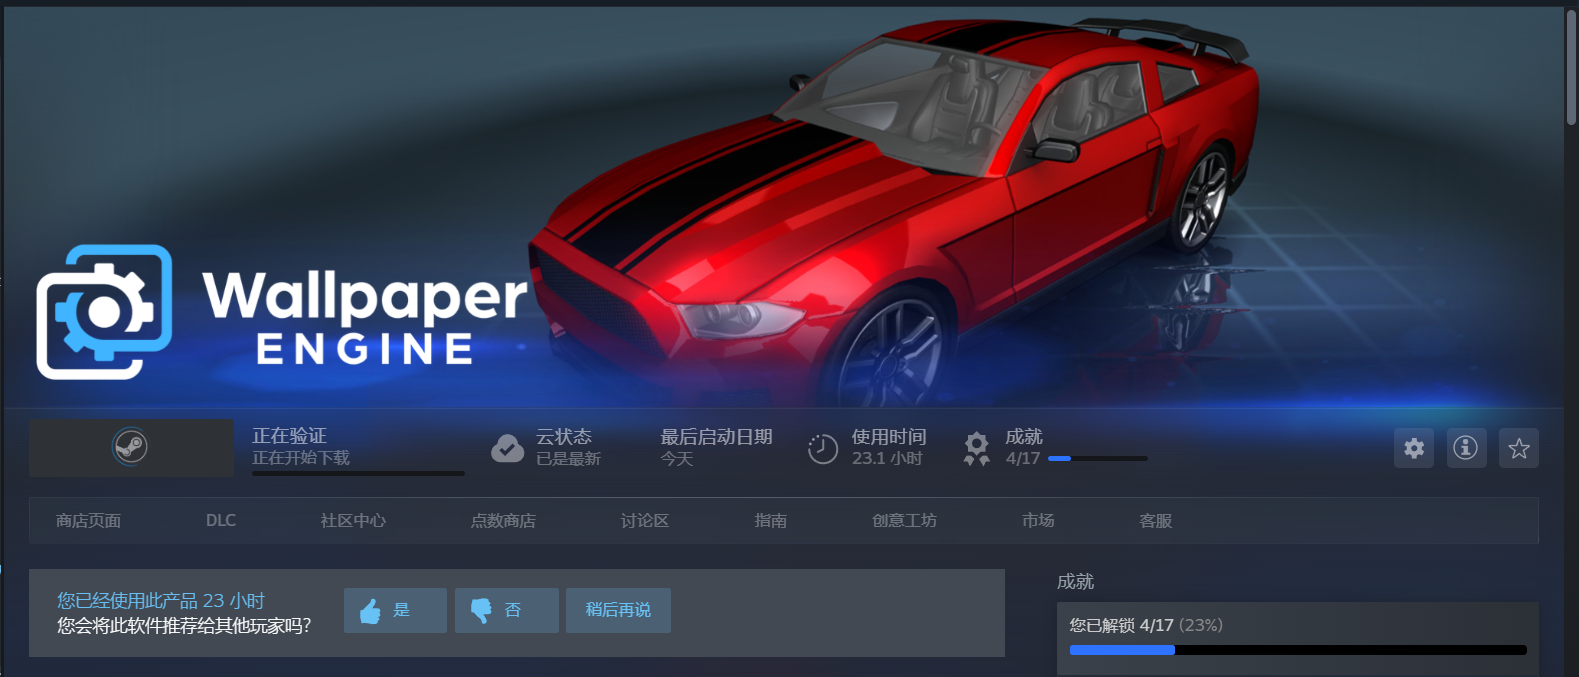 Wallpaper
ENGINE
正在验证
正在开始下载
云状态
已是最新
最后启动日期
今天
使用时间
23.1 小时
成就
4/17
商店页面
DLC
社区中心
点数商店
讨论区
指南
创意工坊
市场
客服
您已经使用此产品 23 小时
您会将此软件推荐给其他玩家吗?
是
否
稍后再说
成就
您已解锁 4/17 (23%)